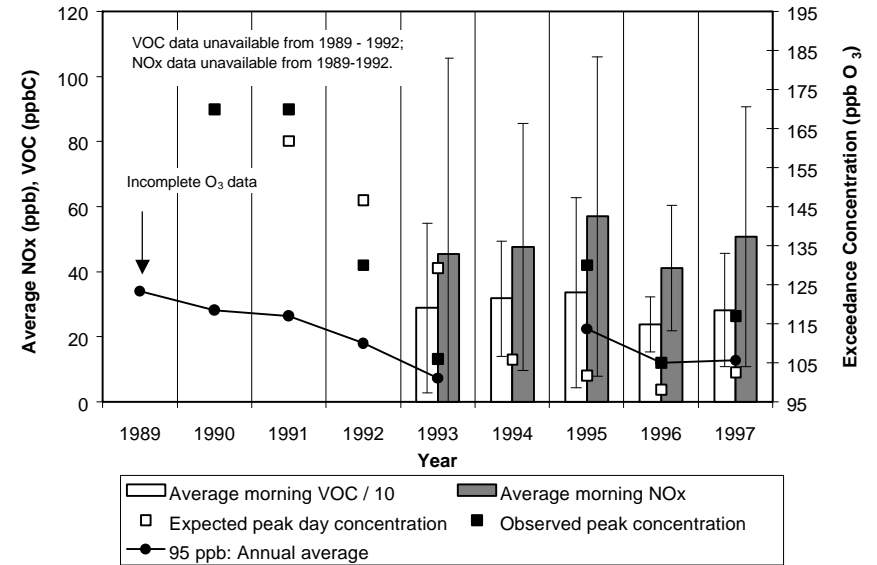 VOC data unavailable from 1989 - 1992;
NOx data unavailable from 1989-1992.
Incomplete O3 data
Average NOx (ppb), VOC (ppbC)
120
100
80
60
40
20
0
195
185
175
165
155
145
135
125
115
105
95
Exceedance Concentration (ppb O 3)
1989 1990 1991 1992 1993 1994 1995 1996 1997
Year
Average morning VOC / 10 Average morning NOx
Expected peak day concentration Observed peak concentration
95 ppb: Annual average